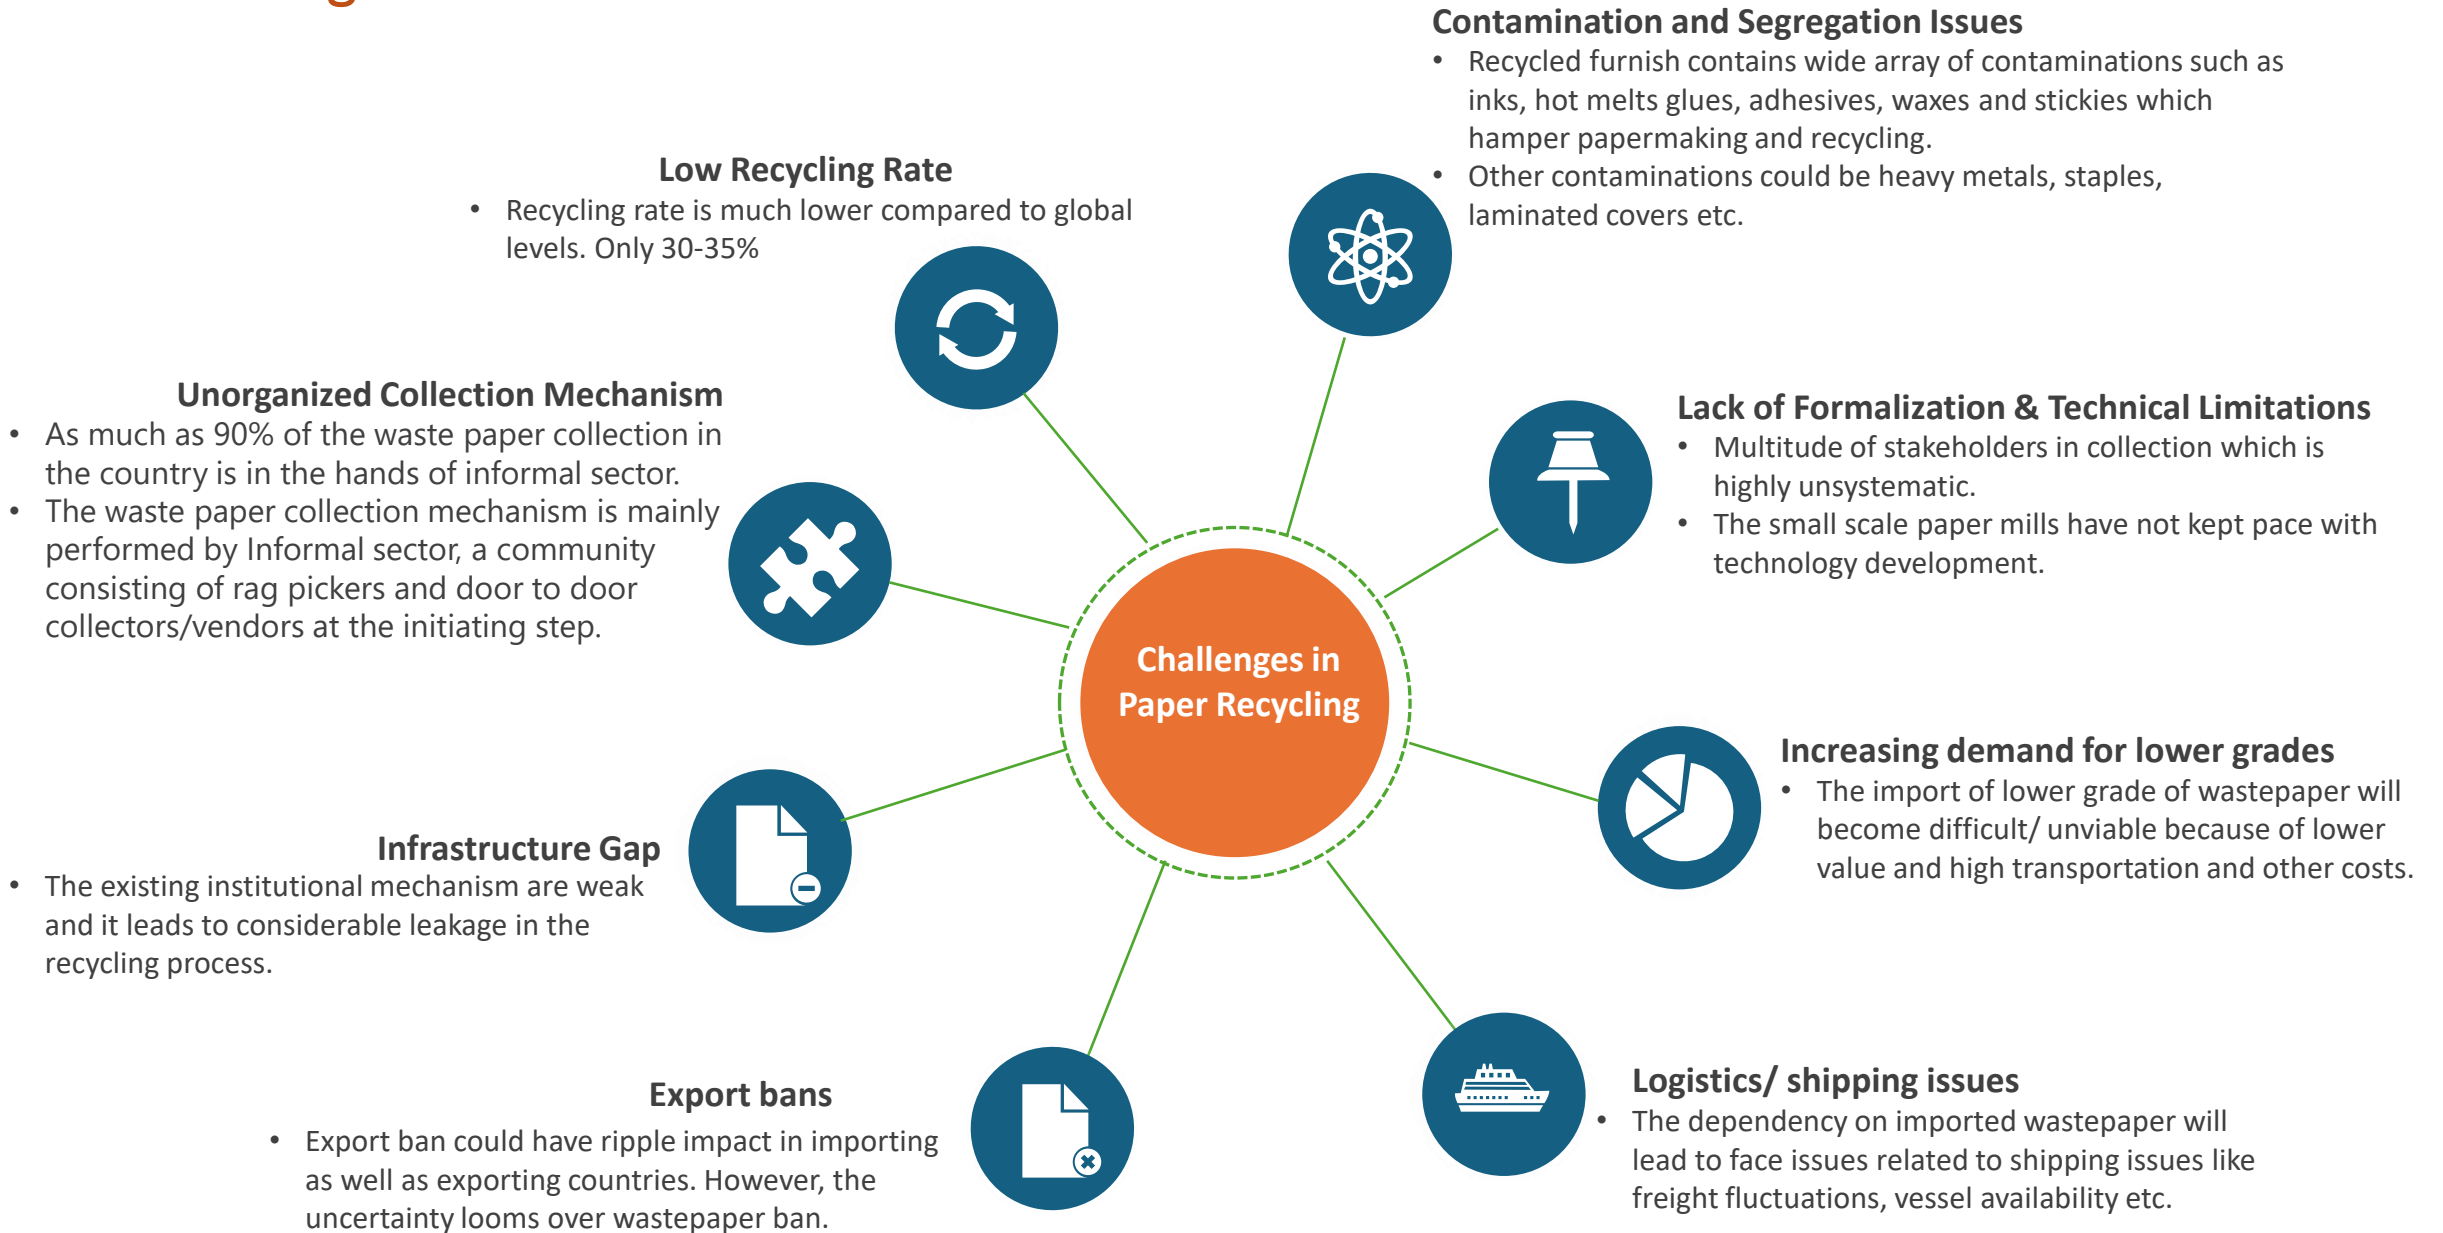 Contamination and Segregation Issues
• Recycled furnish contains wide array of contaminations such as
inks, hot melts glues, adhesives, waxes and stickies which
hamper papermaking and recycling.
• Other contaminations could be heavy metals, staples,
laminated covers etc.
Low Recycling Rate
• Recycling rate is much lower compared to global
levels. Only 30-35%
Unorganized Collection Mechanism
• As much as 90% of the waste paper collection in
the country is in the hands of informal sector.
• The waste paper collection mechanism is mainly
performed by Informal sector, a community
consisting of rag pickers and door to door
collectors/vendors at the initiating step.
Lack of Formalization & Technical Limitations
• Multitude of stakeholders in collection which is
highly unsystematic.
• The small scale paper mills have not kept pace with
technology development.
Challenges in
Paper Recycling
Increasing demand for lower grades
• The import of lower grade of wastepaper will
become difficult/ unviable because of lower
value and high transportation and other costs.
Infrastructure Gap
• The existing institutional mechanism are weak
and it leads to considerable leakage in the
recycling process.
Export bans
• Export ban could have ripple impact in importing
as well as exporting countries. However, the
uncertainty looms over wastepaper ban.
Logistics/ shipping issues
• The dependency on imported wastepaper will
lead to face issues related to shipping issues like
freight fluctuations, vessel availability etc.